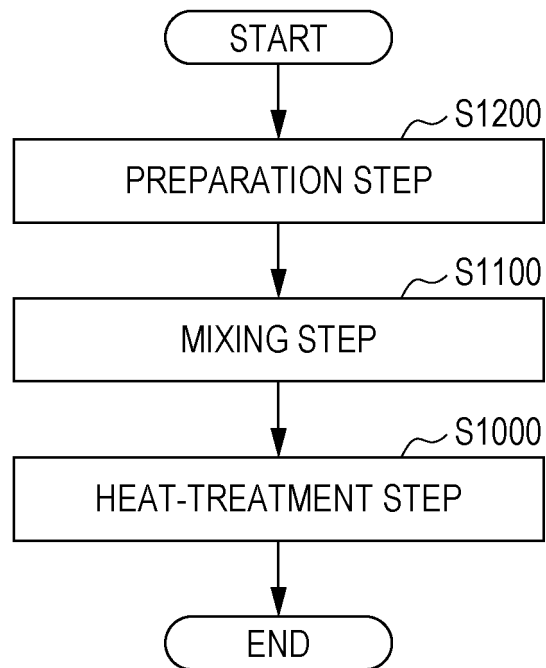 START
S1200
PREPARATION STEP
S1100
MIXING STEP
S1000
HEAT-TREATMENT STEP
END